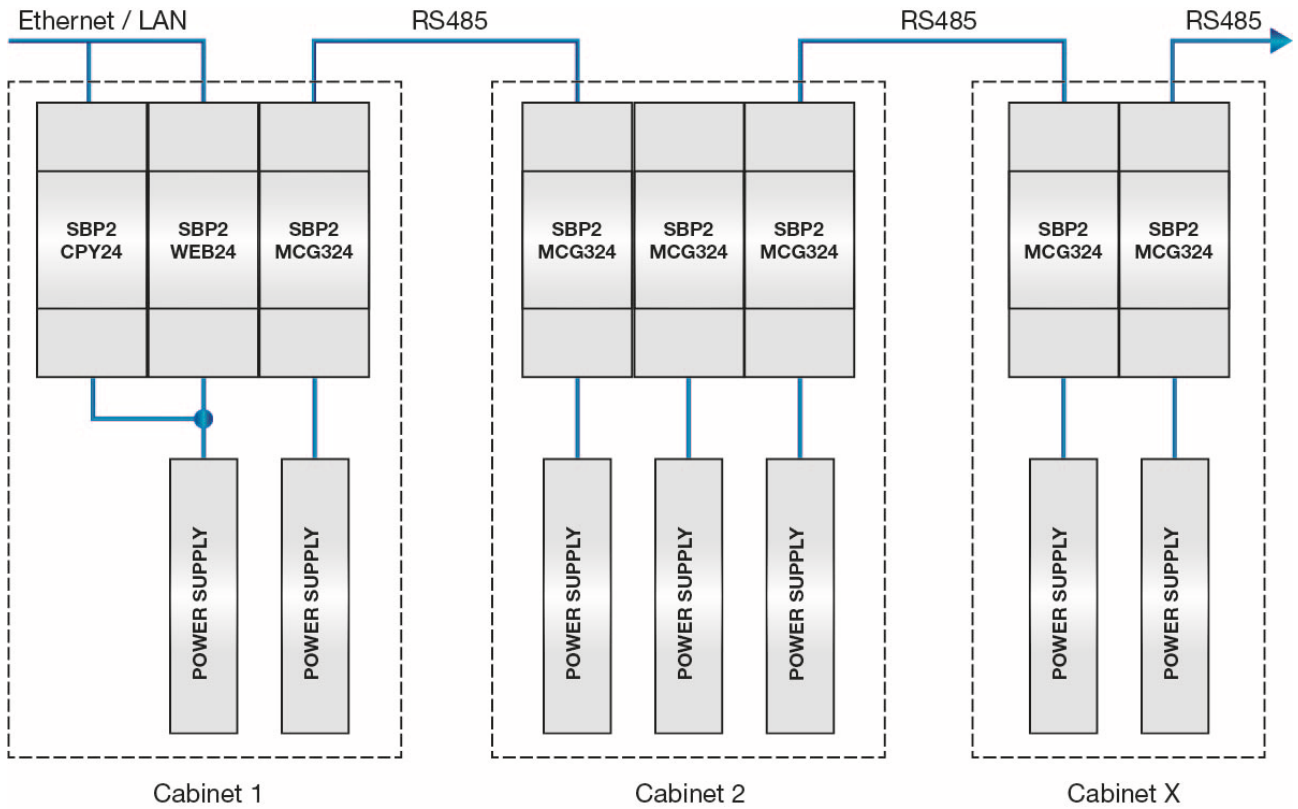 Ethernet / LAN
RS485
RS485
RS485
SBP2
CPY24
SBP2
WEB24
SBP2
MCG324
SBP2
MCG324
SBP2
MCG324
SBP2
MCG324
SBP2
MCG324
SBP2
MCG324
POWER SUPPLY
POWER SUPPLY
POWER SUPPLY
POWER SUPPLY
POWER SUPPLY
POWER SUPPLY
POWER SUPPLY
Cabinet 1
Cabinet 2
Cabinet X